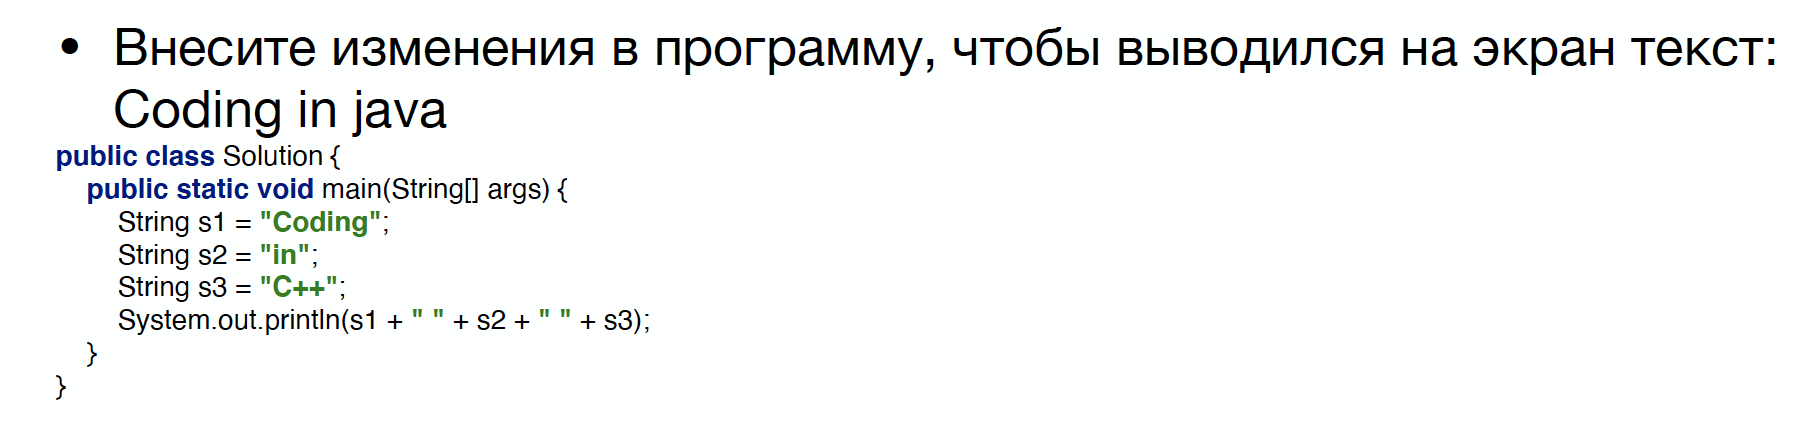 • Внесите изменения в программу, чтобы выводился на экран текст:
Coding in java
public class Solution {
public static void main(String[] args) {
String s1 = "Coding";
String s2 = "in";
String s3 = "C++";
System.out.println(s1 + " " + s2 + " " + s3);
}
}